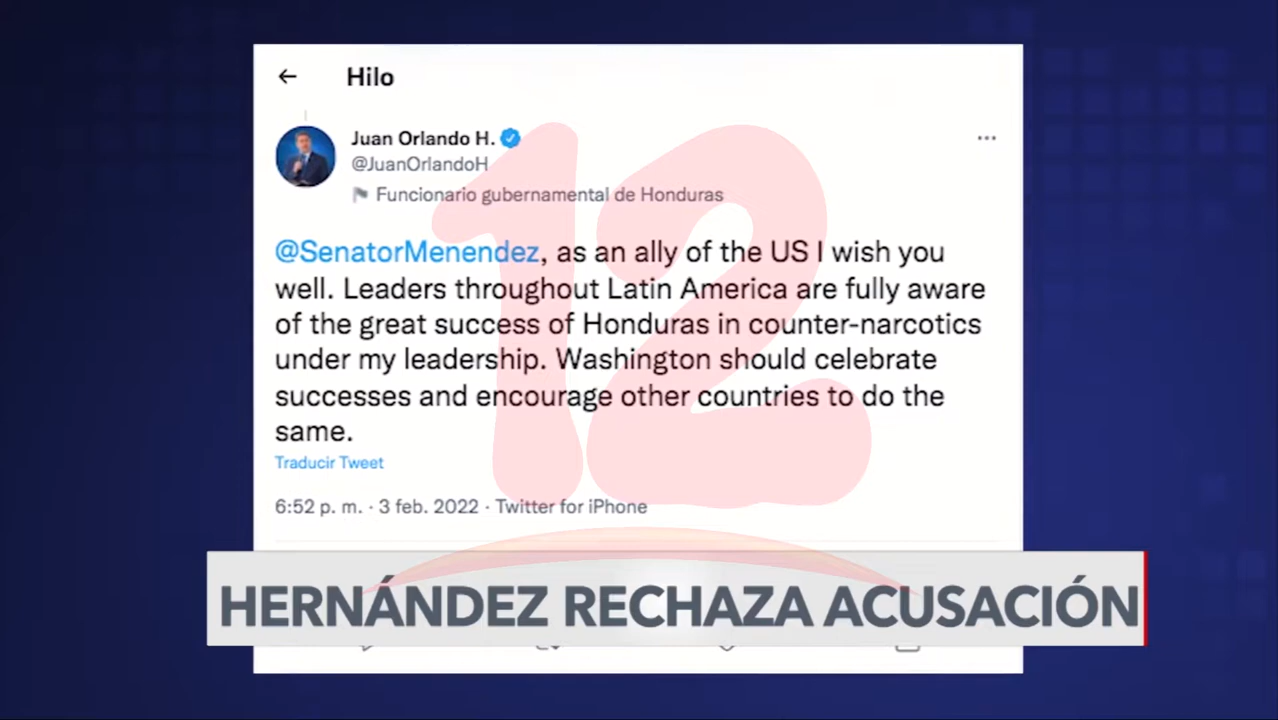 Hilo
Juan Orlando H.
@JuanOrlandoH
Funcionario gubernamental de Honduras
@SenatorMenendez, as an ally of the US I wish you
well. Leaders throughout Latin America are fully aware
of the great success of Honduras in counter-narcotics
under my leadership. Washington should celebrate
successes and encourage other countries to do the
same.
Traducir Tweet
6:52 p. m. · 3 feb. 2022 · Twitter for iPhone
12
HERNÁNDEZ RECHAZA ACUSACIÓN